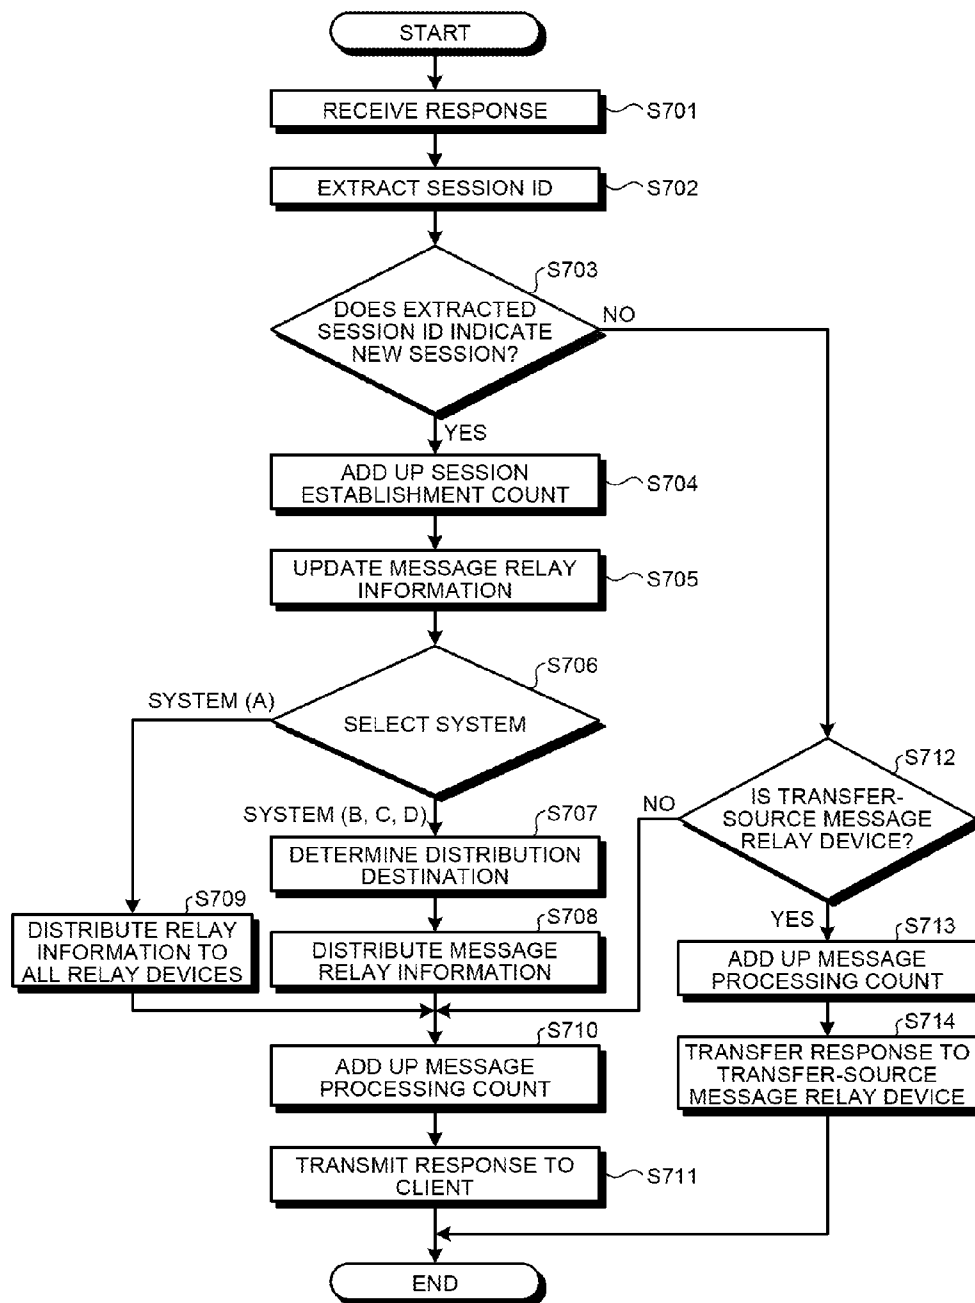 START
RECEIVE RESPONSE
S701
EXTRACT SESSION ID
S702
S703
DOES EXTRACTED
SESSION ID INDICATE
NEW SESSION?
NO
YES
ADD UP SESSION
ESTABLISHMENT COUNT
S704
UPDATE MESSAGE RELAY
INFORMATION
S705
S706
SYSTEM (A)
SELECT SYSTEM
SYSTEM (B, C, D)
S707
DETERMINE DISTRIBUTION
DESTINATION
S709
DISTRIBUTE RELAY
INFORMATION TO
ALL RELAY DEVICES
S708
DISTRIBUTE MESSAGE
RELAY INFORMATION
S710
ADD UP MESSAGE
PROCESSING COUNT
TRANSMIT RESPONSE TO
CLIENT
S711
S712
NO
IS TRANSFER-
SOURCE MESSAGE
RELAY DEVICE?
YES
S713
ADD UP MESSAGE
PROCESSING COUNT
S714
TRANSFER RESPONSE TO
TRANSFER-SOURCE
MESSAGE RELAY DEVICE
END